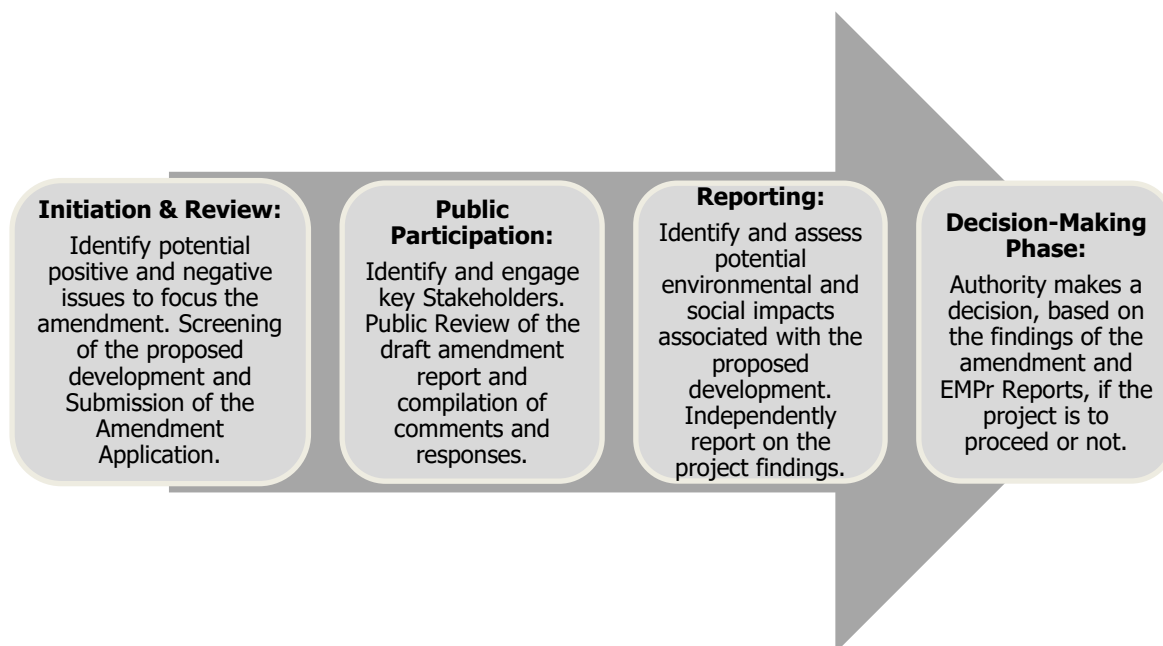 Initiation & Review:
Identify potential
positive and negative
issues to focus the
amendment. Screening
of the proposed
development and
Submission of the
Amendment
Application.
Public
Participation:
Identify and engage
key Stakeholders.
Public Review of the
draft amendment
report and
compilation of
comments and
responses.
Reporting:
Identify and assess
potential
environmental and
social impacts
associated with the
proposed
development.
Independently
report on the
project findings.
Decision-Making
Phase:
Authority makes a
decision, based on
the findings of the
amendment and
EMPr Reports, if the
project is to
proceed or not.